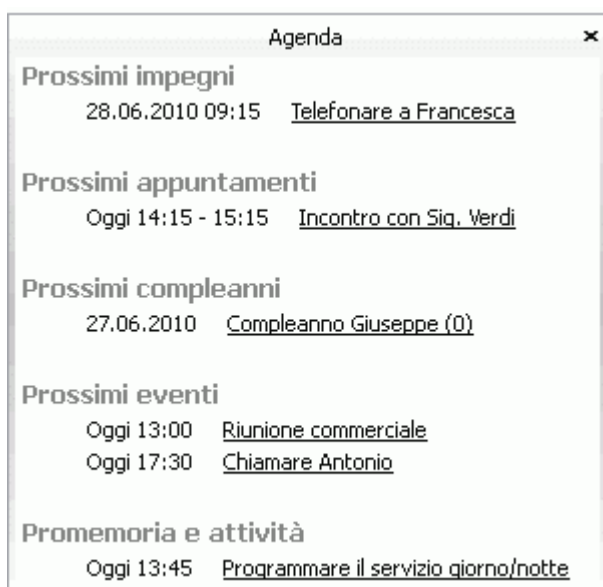 Agenda
Prossimi impegni
28.06.2010 09:15 Telefonare a Francesca
Prossimi appuntamenti
Oggi 14:15 - 15:15 Incontro con Sig. Verdi
Prossimi compleanni
27.06.2010 Compleanno Giuseppe (0)
Prossimi eventi
Oggi 13:00 Riunione commerciale
Oggi 17:30 Chiamare Antonio
Promemoria e attività
Oggi 13:45 Programmare il servizio giorno/notte